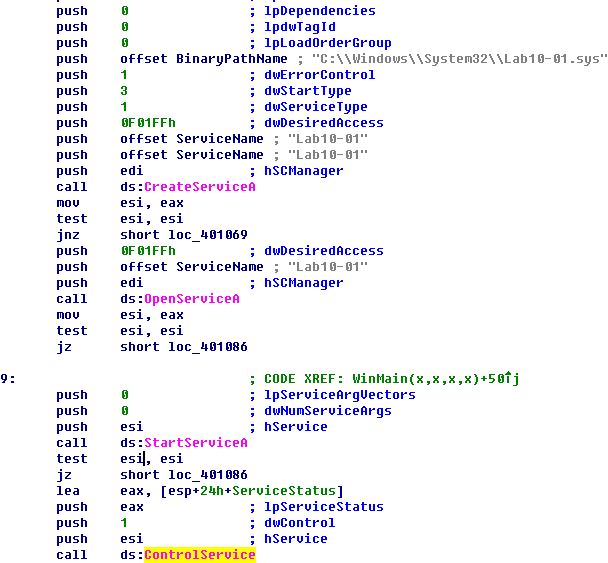 push 0 ; lpDependencies
push 0 ; lpdwTagId
push 0 ; lpLoadOrderGroup
push offset BinaryPathName ; "C:\\Windows\\System32\\Lab10-01.sys"
push 1 ; dwErrorControl
push 3 ; dwStartType
push 1 ; dwServiceType
push 0F01FFh ; dwDesiredAccess
push offset ServiceName ; "Lab10-01"
push offset ServiceName ; "Lab10-01"
push edi ; hSCManager
call ds:CreateServiceA
mov esi, eax
test esi, esi
jnz short loc_401069
push 0F01FFh ; dwDesiredAccess
push offset ServiceName ; "Lab10-01"
push edi ; hSCManager
call ds:OpenServiceA
mov esi, eax
test esi, esi
jz short loc_401086
9: ; CODE XREF: WinMain(x,x,x,x)+50↑j
push 0 ; lpServiceArgVectors
push 0 ; dwNumServiceArgs
push esi ; hService
call ds:StartServiceA
test esi, esi
jz short loc_401086
lea eax, [esp+24h+ServiceStatus]
push eax ; lpServiceStatus
push 1 ; dwControl
push esi ; hService
call ds:ControlService